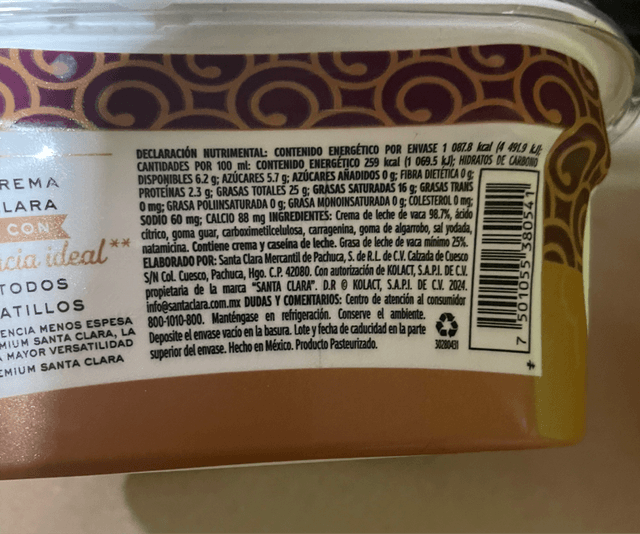 DECLARACIÓN NUTRIMENTAL: CONTENIDO ENERGÉTICO POR ENVASE 1 087.8 kcal (4 491.9 kJ);
CANTIDADES POR 100 ml: CONTENIDO ENERGÉTICO 259 kcal (1 069.5 kJ); HIDRATOS DE CARBONO
DISPONIBLES 6.2 g; AZÚCARES 5.7 g; AZÚCARES AÑADIDOS 0 g; FIBRA DIETÉTICA 0 g;
PROTEÍNAS 2.3 g; GRASAS TOTALES 25 g; GRASAS SATURADAS 16 g; GRASAS TRANS
0 mg; GRASA POLIINSATURADA 0 g; GRASA MONOINSATURADA 0 g; COLESTEROL 0 mg;
SODIO 60 mg; CALCIO 88 mg INGREDIENTES: Crema de leche de vaca 98.7%, ácido
cítrico, goma guar, carboximetilcelulosa, carragenina, goma de algarrobo, sal yodada,
natamicina. Contiene crema y caseína de leche. Grasa de leche de vaca mínimo 25%.
ELABORADO POR: Santa Clara Mercantil de Pachuca, S. de R.L. de C.V. Calzada de Cuesco
S/N Col. Cuesco, Pachuca, Hgo. C.P. 42080. Con autorización de KOLACT, S.A.P.I. DE C.V.
propietaria de la marca "SANTA CLARA". D.R © KOLACT, S.A.P.I. DE C.V. 2024.
info@santaclara.com.mx DUDAS Y COMENTARIOS: Centro de atención al consumidor
800-1010-800. Manténgase en refrigeración. Conserve el ambiente.
Deposite el envase vacío en la basura. Lote y fecha de caducidad en la parte
superior del envase. Hecho en México. Producto Pasteurizado.
30280431
7 501055 380541
REMA
CLARA
CON
ncia ideal**
TODOS
ATILLOS
ENCIA MENOS ESPESA
MIUM SANTA CLARA, LA
A MAYOR VERSATILIDAD
EMIUM SANTA CLARA